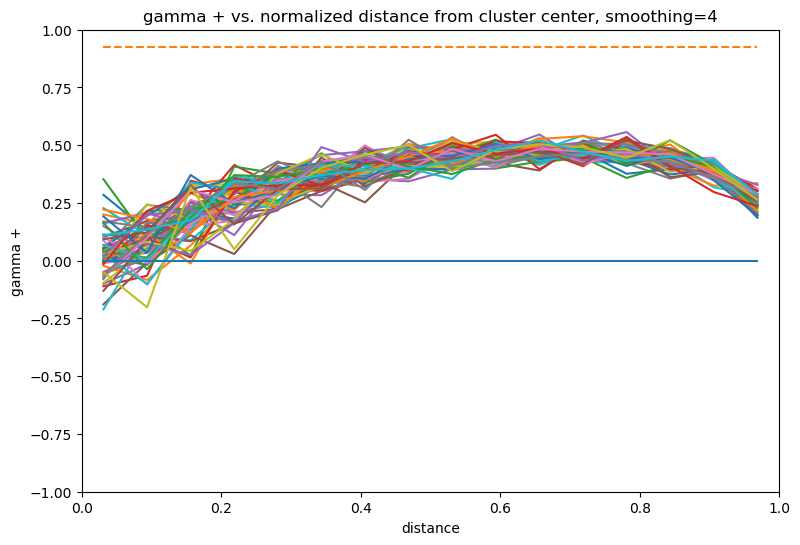 gamma + vs. normalized distance from cluster center, smoothing=4
1.00
0.75
0.50
0.25
0.00
−0.25
−0.50
−0.75
−1.00
gamma +
0.0 0.2 0.4 0.6 0.8 1.0
distance